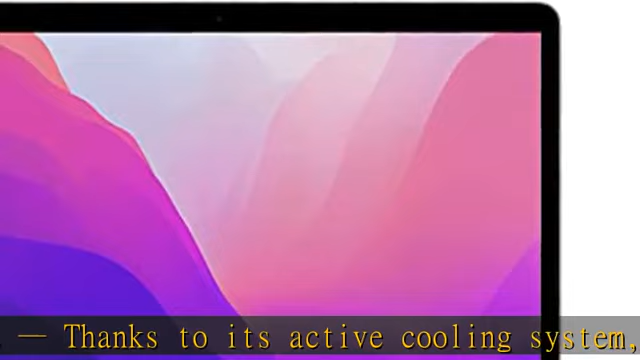 — Thanks to its active cooling system,